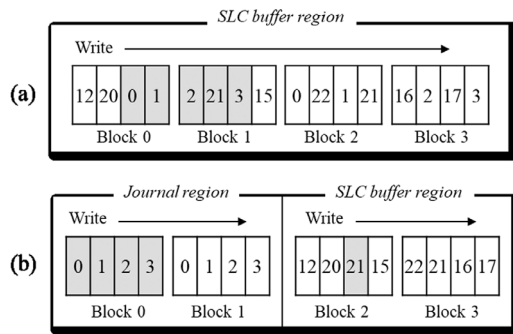 SLC buffer region
Write
(a)
12 20 0 1 2 21 3 15 0 22 1 21 16 2 17 3
Block 0 Block 1 Block 2 Block 3
Journal region SLC buffer region
Write Write
(b)
0 1 2 3 0 1 2 3 12 20 21 15 22 21 16 17
Block 0 Block 1 Block 2 Block 3